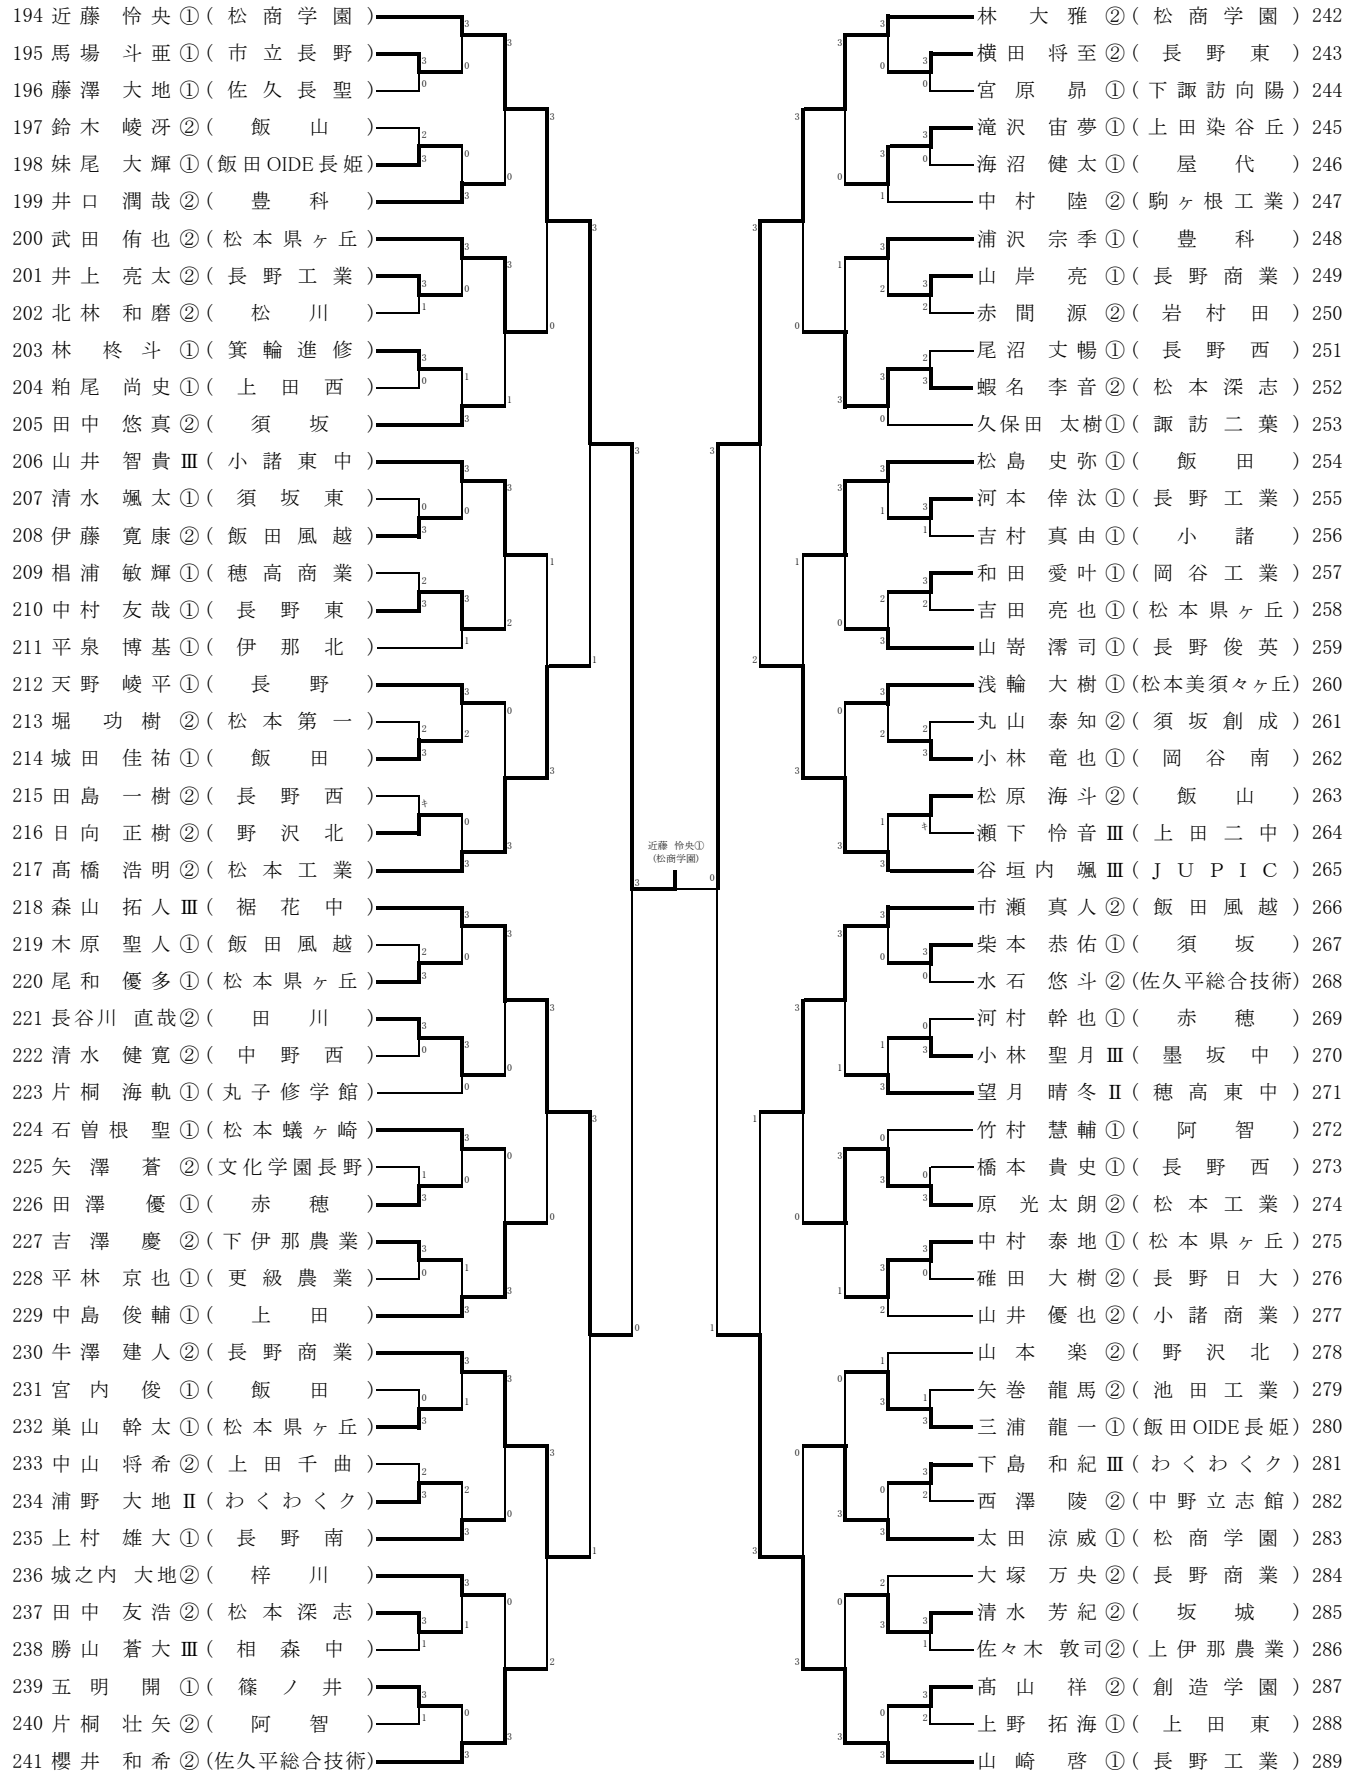 194 近藤 怜央 ① ( 松商学園 )
195 馬場 斗亜 ① ( 市立長野 )
196 藤澤 大地 ① ( 佐久長聖 )
197 鈴木 崚冴 ② ( 飯山 )
198 妹尾 大輝 ① ( 飯田OIDE長姫 )
199 井口 潤哉 ② ( 豊科 )
200 武田 侑也 ② ( 松本県ヶ丘 )
201 井上 亮太 ② ( 長野工業 )
202 北林 和磨 ② ( 松川 )
203 林 柊斗 ① ( 箕輪進修 )
204 粕尾 尚史 ① ( 上田西 )
205 田中 悠真 ② ( 須坂 )
206 山井 智貴 Ⅲ ( 小諸東中 )
207 清水 颯太 ① ( 須坂東 )
208 伊藤 寛康 ② ( 飯田風越 )
209 椙浦 敏輝 ① ( 穂高商業 )
210 中村 友哉 ① ( 長野東 )
211 平泉 博基 ① ( 伊那北 )
212 天野 崚平 ① ( 長野 )
213 堀 功樹 ② ( 松本第一 )
214 城田 佳祐 ① ( 飯田 )
215 田島 一樹 ② ( 長野西 )
216 日向 正樹 ② ( 野沢北 )
217 髙橋 浩明 ② ( 松本工業 )
218 森山 拓人 Ⅲ ( 裾花中 )
219 木原 聖人 ① ( 飯田風越 )
220 尾和 優多 ① ( 松本県ヶ丘 )
221 長谷川 直哉 ② ( 田川 )
222 清水 健寛 ② ( 中野西 )
223 片桐 海軌 ① ( 丸子修学館 )
224 石曽根 聖 ① ( 松本蟻ヶ崎 )
225 矢澤 蒼 ② ( 文化学園長野 )
226 田澤 優 ① ( 赤穂 )
227 吉澤 慶 ② ( 下伊那農業 )
228 平林 京也 ① ( 更級農業 )
229 中島 俊輔 ① ( 上田 )
230 牛澤 建人 ② ( 長野商業 )
231 宮内 俊 ① ( 飯田 )
232 巣山 幹太 ① ( 松本県ヶ丘 )
233 中山 将希 ② ( 上田千曲 )
234 浦野 大地 Ⅱ ( わくわくク )
235 上村 雄大 ① ( 長野南 )
236 城之内 大地 ② ( 梓川 )
237 田中 友浩 ② ( 松本深志 )
238 勝山 蒼大 Ⅲ ( 相森中 )
239 五明 開 ① ( 篠ノ井 )
240 片桐 壮矢 ② ( 阿智 )
241 櫻井 和希 ② ( 佐久平総合技術 )
近藤 怜央①
(松商学園)
林 大雅 ② ( 松商学園 ) 242
横田 将至 ② ( 長野東 ) 243
宮原 昴 ① ( 下諏訪向陽 ) 244
滝沢 宙夢 ① ( 上田染谷丘 ) 245
海沼 健太 ① ( 屋代 ) 246
中村 陸 ② ( 駒ヶ根工業 ) 247
浦沢 宗季 ① ( 豊科 ) 248
山岸 亮 ① ( 長野商業 ) 249
赤間 源 ② ( 岩村田 ) 250
尾沼 丈暢 ① ( 長野西 ) 251
蝦名 李音 ② ( 松本深志 ) 252
久保田 太樹 ① ( 諏訪二葉 ) 253
松島 史弥 ① ( 飯田 ) 254
河本 倖汰 ① ( 長野工業 ) 255
吉村 真由 ① ( 小諸 ) 256
和田 愛叶 ① ( 岡谷工業 ) 257
吉田 亮也 ① ( 松本県ヶ丘 ) 258
山嵜 澪司 ① ( 長野俊英 ) 259
浅輪 大樹 ① ( 松本美須々ヶ丘 ) 260
丸山 泰知 ② ( 須坂創成 ) 261
小林 竜也 ① ( 岡谷南 ) 262
松原 海斗 ② ( 飯山 ) 263
瀬下 怜音 Ⅲ ( 上田二中 ) 264
谷垣内 颯 Ⅲ ( JUPIC ) 265
市瀬 真人 ② ( 飯田風越 ) 266
柴本 恭佑 ① ( 須坂 ) 267
水石 悠斗 ② ( 佐久平総合技術 ) 268
河村 幹也 ① ( 赤穂 ) 269
小林 聖月 Ⅲ ( 墨坂中 ) 270
望月 晴冬 Ⅱ ( 穂高東中 ) 271
竹村 慧輔 ① ( 阿智 ) 272
橋本 貴史 ① ( 長野西 ) 273
原 光太朗 ② ( 松本工業 ) 274
中村 泰地 ① ( 松本県ヶ丘 ) 275
碓田 大樹 ② ( 長野日大 ) 276
山井 優也 ② ( 小諸商業 ) 277
山本 楽 ② ( 野沢北 ) 278
矢巻 龍馬 ② ( 池田工業 ) 279
三浦 龍一 ① ( 飯田OIDE長姫 ) 280
下島 和紀 Ⅲ ( わくわくク ) 281
西澤 陵 ② ( 中野立志館 ) 282
太田 涼威 ① ( 松商学園 ) 283
大塚 万央 ② ( 長野商業 ) 284
清水 芳紀 ② ( 坂城 ) 285
佐々木 敦司 ② ( 上伊那農業 ) 286
髙山 祥 ② ( 創造学園 ) 287
上野 拓海 ① ( 上田東 ) 288
山崎 啓 ① ( 長野工業 ) 289